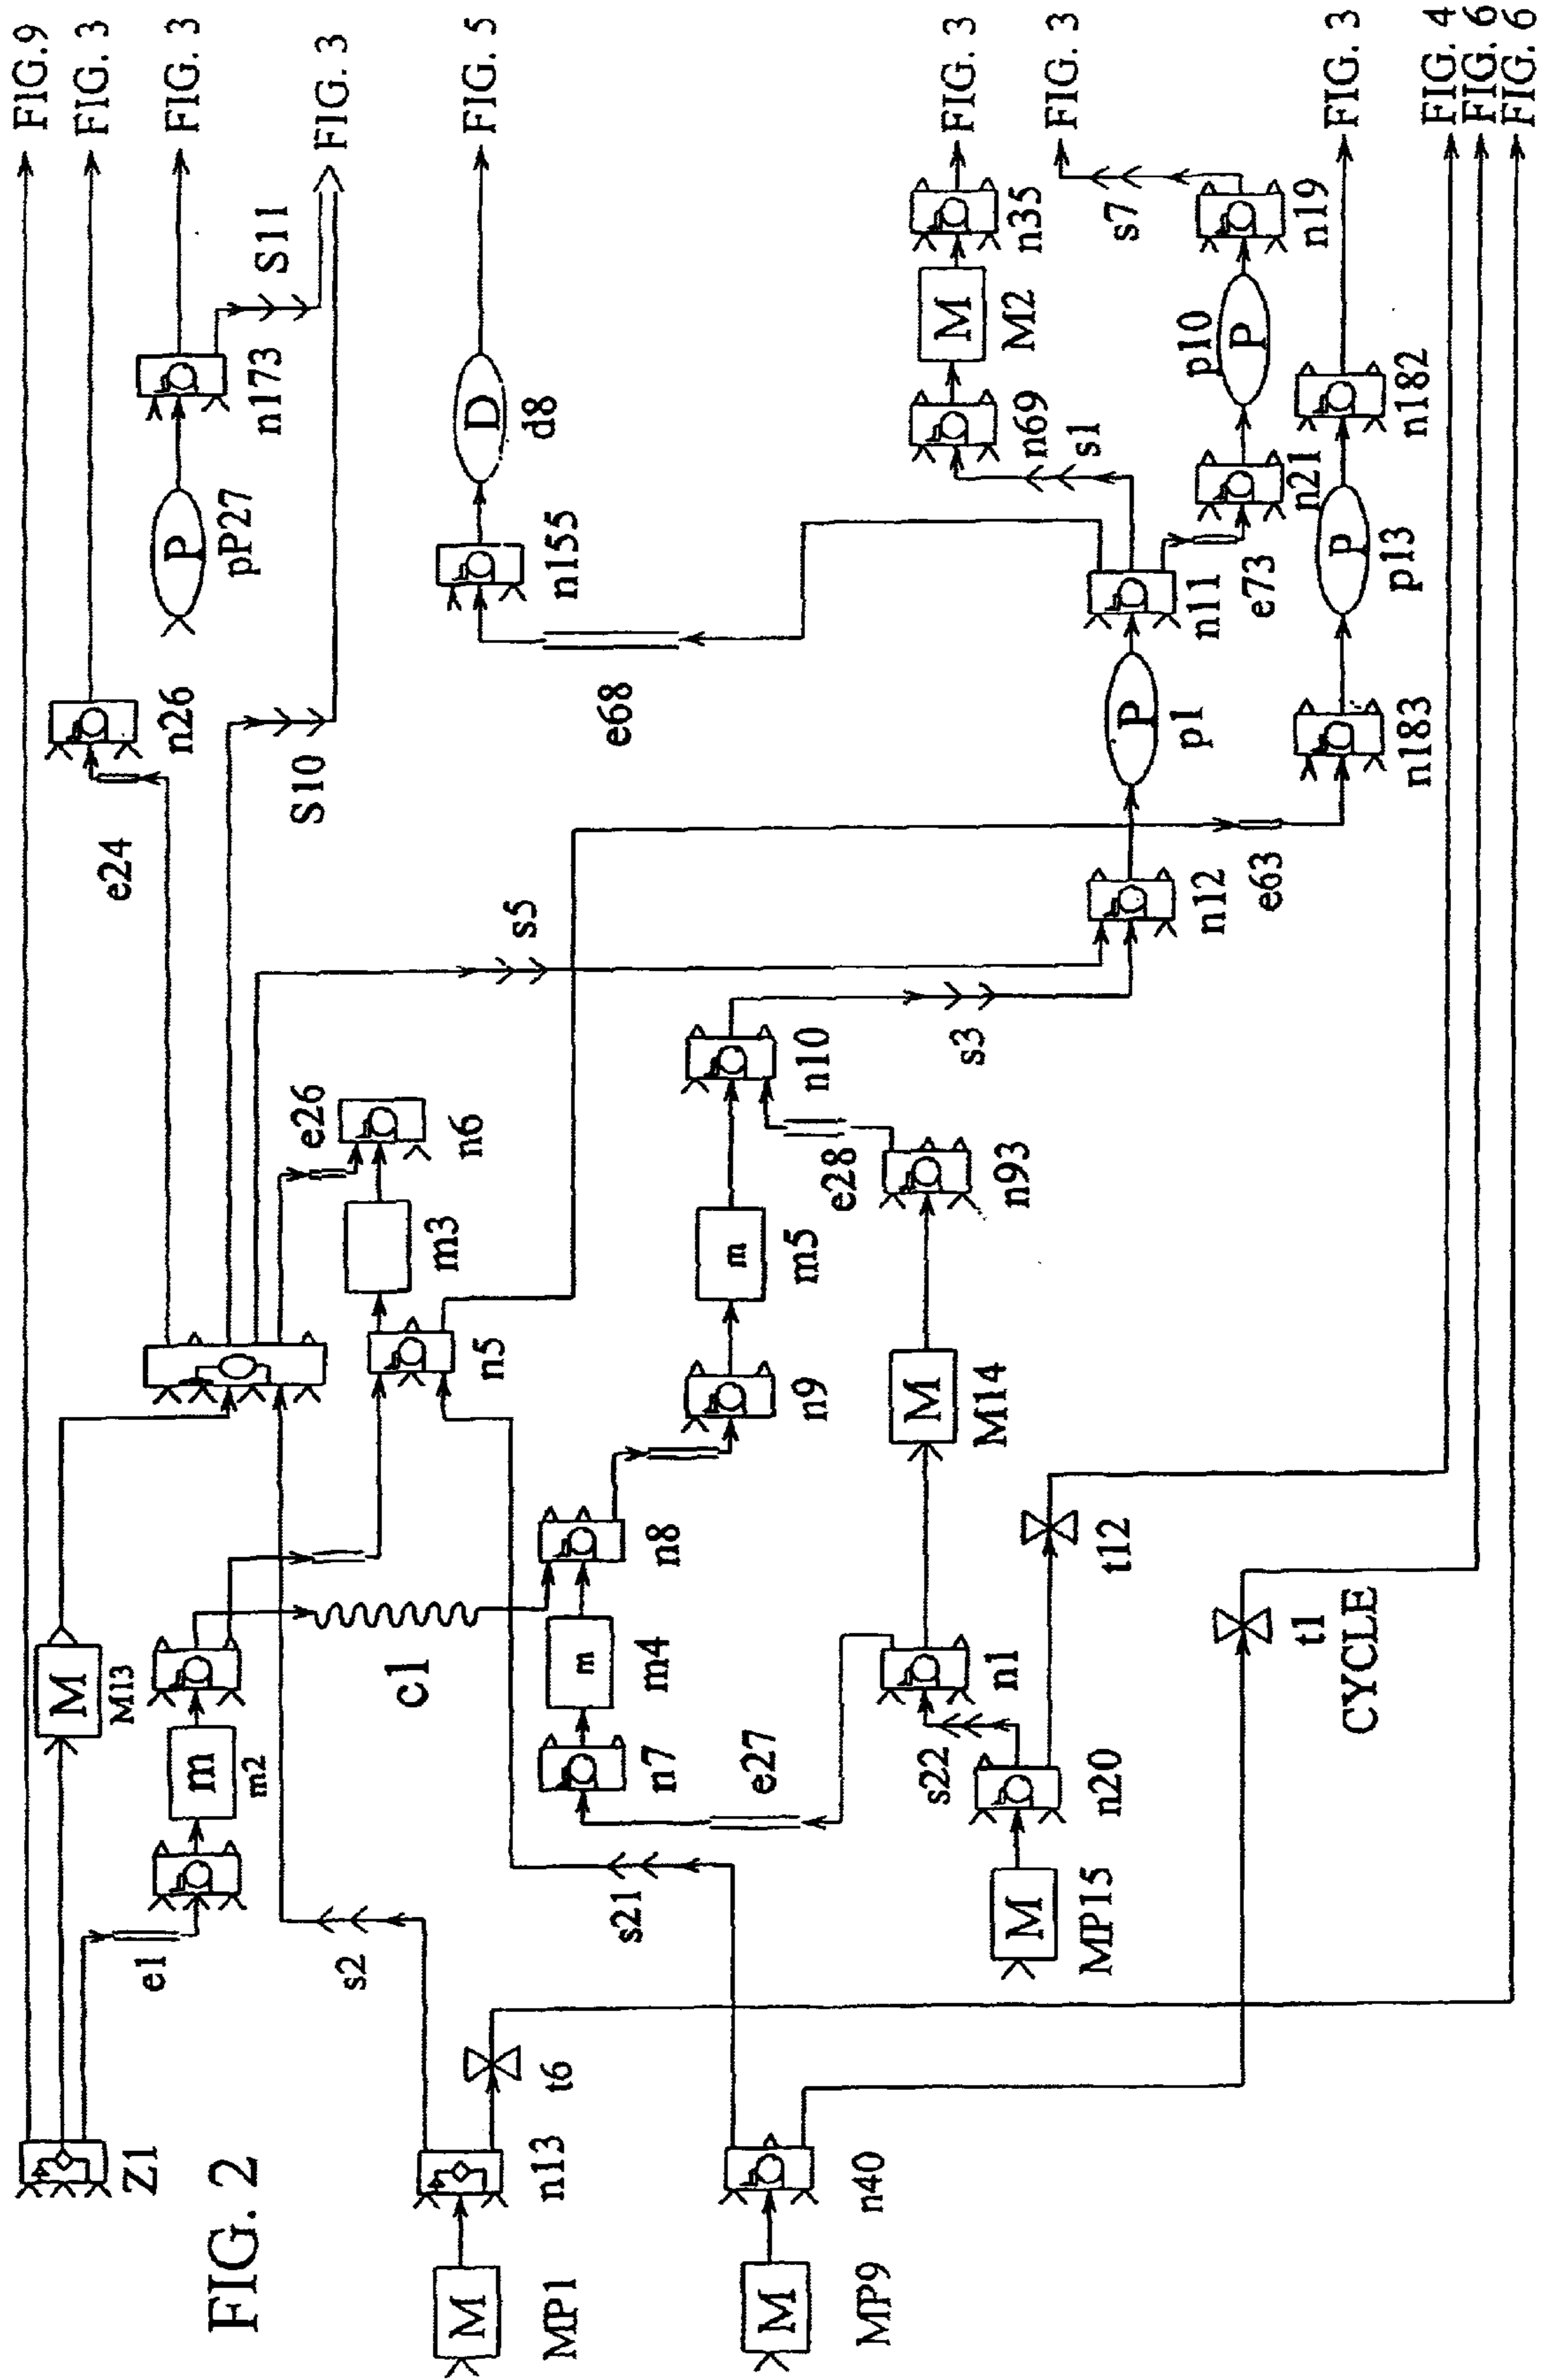 FIG. 2
FIG.9
FIG. 3
FIG. 3
FIG. 3
FIG. 5
FIG. 3
FIG. 3
FIG. 3
FIG. 4
FIG. 6
FIG. 6
Z1
M
M13
e1
m
m2
e24
n26
P
pP27
n173
S11
S10
s2
c1
e26
m3
n6
n5
s5
M
MP1
n13
t6
n7
m
m4
n8
n9
m
m5
n10
s3
e68
n155
D
d8
s21
M
MP9
n40
e27
n1
M
M14
n93
e28
s22
M
MP15
n20
t12
t1
CYCLE
n12
P
p1
n11
e73
s1
n69
M
M2
n35
n21
P
p10
n19
s7
e63
n183
P
p13
n182